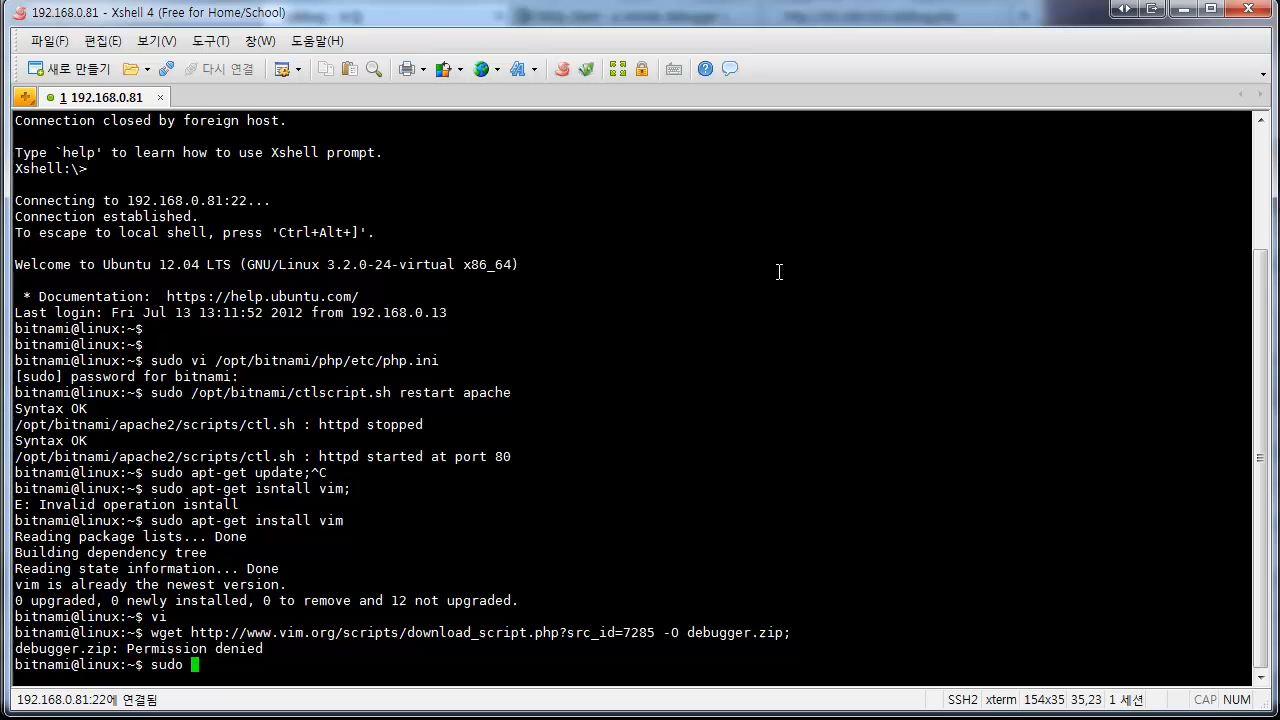 192.168.0.81 - Xshell 4 (Free for Home/School)
파일(F) 편집(E) 보기(V) 도구(T) 창(W) 도움말(H)
새로 만들기 다시 연결
1 192.168.0.81
Connection closed by foreign host.
Type `help' to learn how to use Xshell prompt.
Xshell:\>
Connecting to 192.168.0.81:22...
Connection established.
To escape to local shell, press 'Ctrl+Alt+]'.
Welcome to Ubuntu 12.04 LTS (GNU/Linux 3.2.0-24-virtual x86_64)
* Documentation:  https://help.ubuntu.com/
Last login: Fri Jul 13 13:11:52 2012 from 192.168.0.13
bitnami@linux:~$
bitnami@linux:~$
bitnami@linux:~$ sudo vi /opt/bitnami/php/etc/php.ini
[sudo] password for bitnami:
bitnami@linux:~$ sudo /opt/bitnami/ctlscript.sh restart apache
Syntax OK
/opt/bitnami/apache2/scripts/ctl.sh : httpd stopped
Syntax OK
/opt/bitnami/apache2/scripts/ctl.sh : httpd started at port 80
bitnami@linux:~$ sudo apt-get update;^C
bitnami@linux:~$ sudo apt-get isntall vim;
E: Invalid operation isntall
bitnami@linux:~$ sudo apt-get install vim
Reading package lists... Done
Building dependency tree
Reading state information... Done
vim is already the newest version.
0 upgraded, 0 newly installed, 0 to remove and 12 not upgraded.
bitnami@linux:~$ vi
bitnami@linux:~$ wget http://www.vim.org/scripts/download_script.php?src_id=7285 -O debugger.zip;
debugger.zip: Permission denied
bitnami@linux:~$ sudo
192.168.0.81:22에 연결됨 SSH2 xterm 154x35 35,23 1 세션 CAP NUM